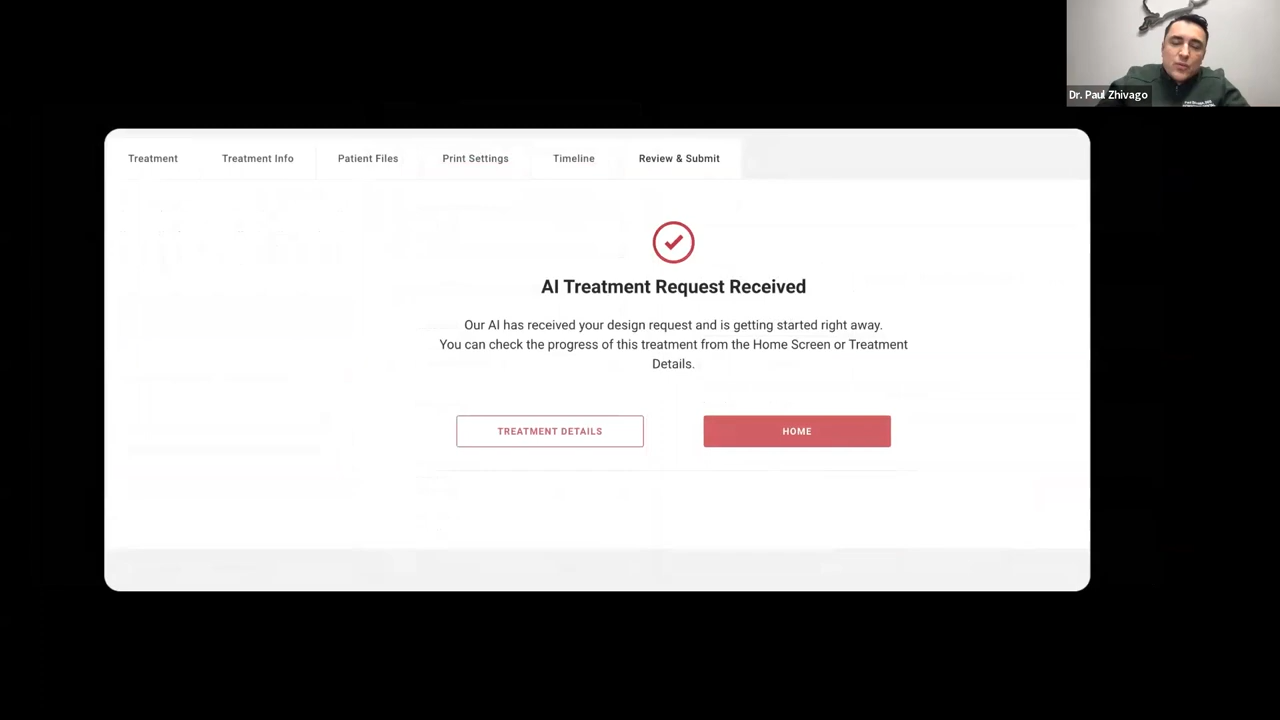 Dr. Paul Zhivago
Treatment
Treatment Info
Patient Files
Print Settings
Timeline
Review & Submit
AI Treatment Request Received
Our AI has received your design request and is getting started right away.
You can check the progress of this treatment from the Home Screen or Treatment
Details.
TREATMENT DETAILS
HOME